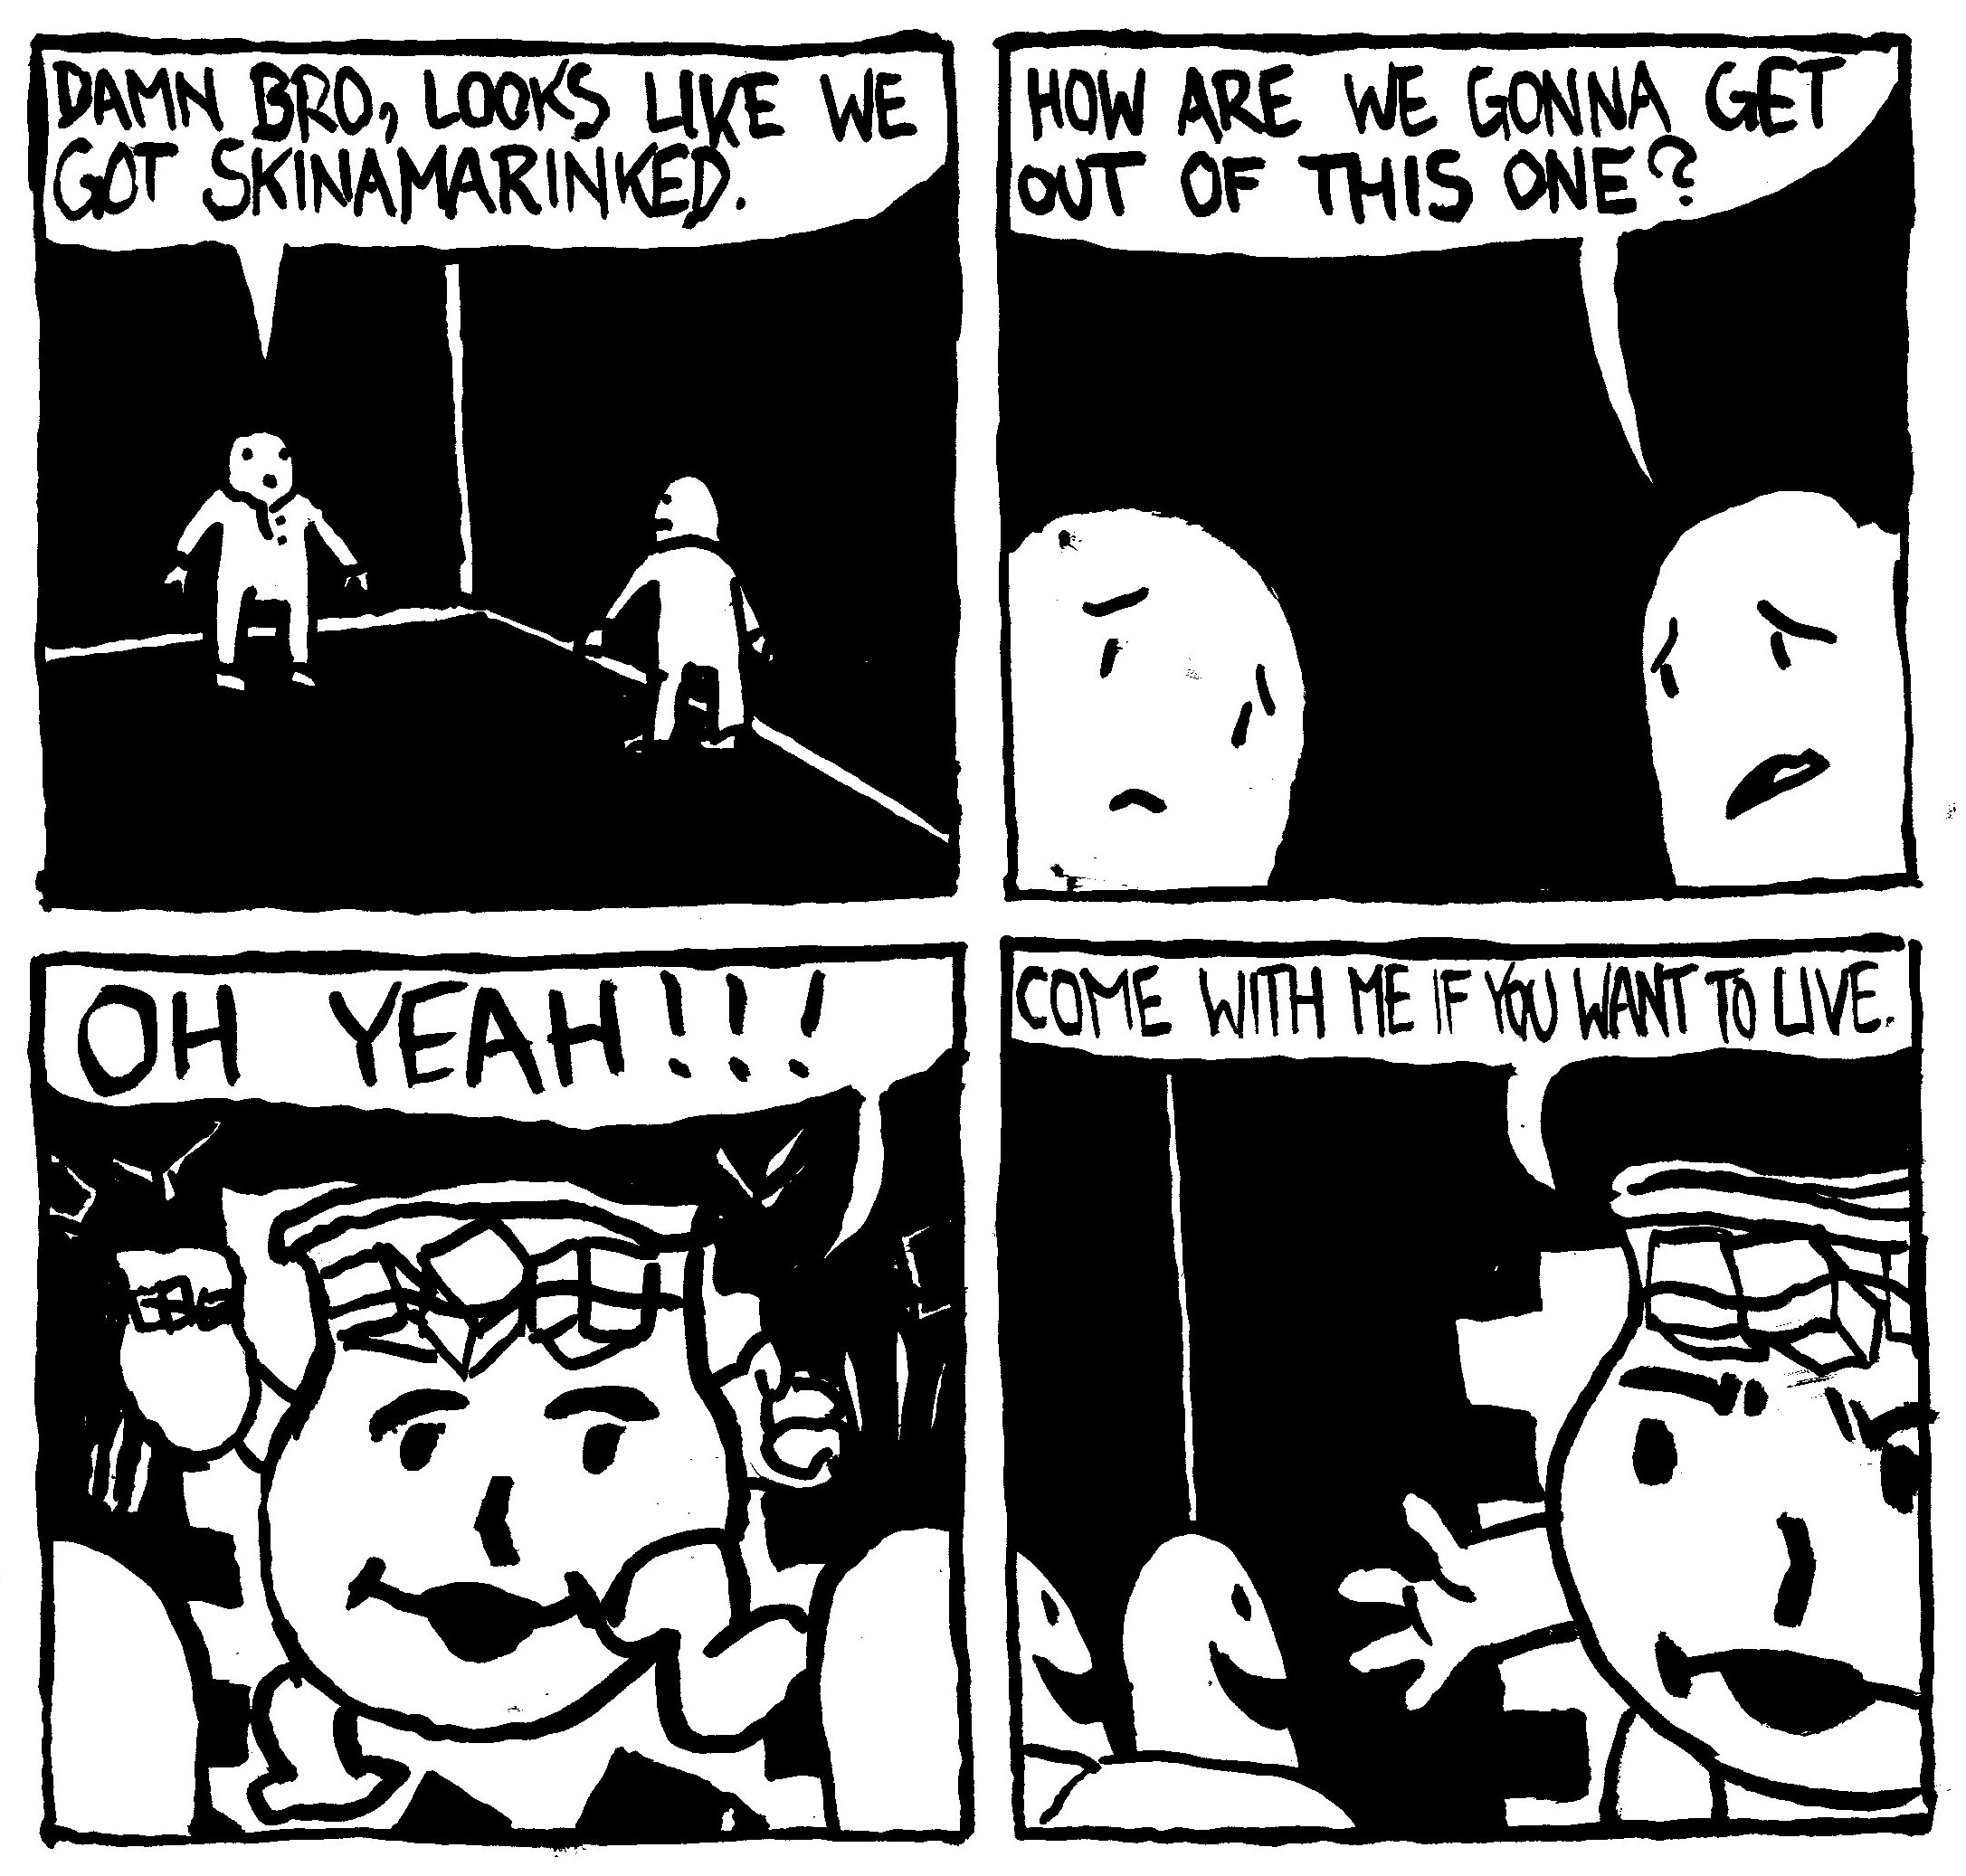 DAMN BRO, LOOKS LIKE WE
GOT SKINAMARINKED.
HOW ARE WE GONNA GET
OUT OF THIS ONE?
OH YEAH!!!
COME WITH ME IF YOU WANT TO LIVE.